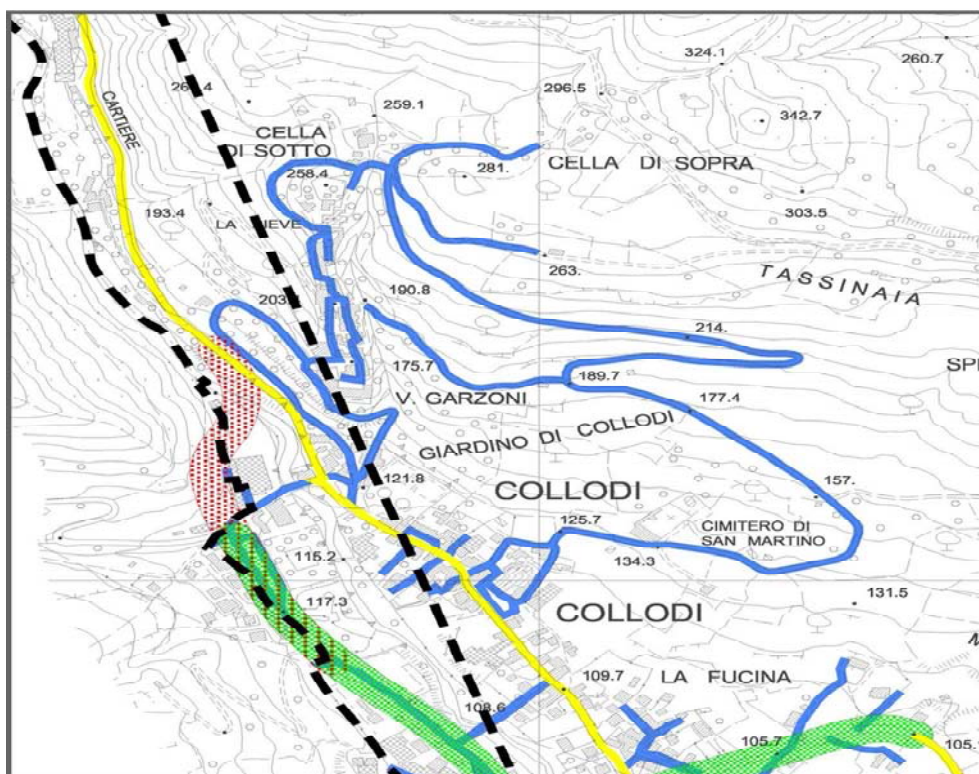 324.1
260.7
296.5
259.1
342.7
CARTIERE
CELLA
DI SOTTO
CELLA DI SOPRA
281.
258.4
303.5
193.4
263.
TASSINAIA
190.8
214.
175.7
189.7
177.4
V. GARZONI
GIARDINO DI COLLODI
121.8
COLLODI
157.
125.7
CIMITERO DI
SAN MARTINO
115.2
134.3
117.3
COLLODI
131.5
109.7
LA FUCINA
108.6
105.7